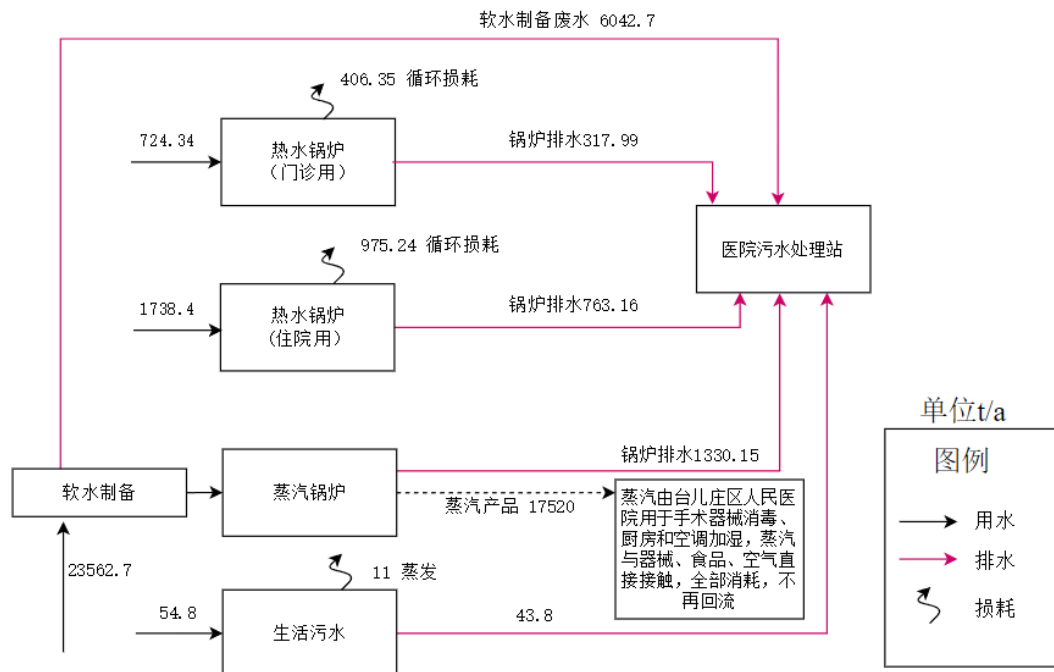 软水制备废水 6042.7
406.35 循环损耗
724.34
热水锅炉
（门诊用）
锅炉排水317.99
医院污水处理站
975.24 循环损耗
1738.4
热水锅炉
(住院用)
锅炉排水763.16
单位t/a
图例
用水
排水
损耗
锅炉排水1330.15
软水制备
蒸汽锅炉
蒸汽产品 17520
蒸汽由台儿庄区人民医
院用于手术器械消毒、
厨房和空调加湿，蒸汽
与器械、食品、空气直
接接触，全部消耗，不
再回流
23562.7
11 蒸发
54.8
生活污水
43.8